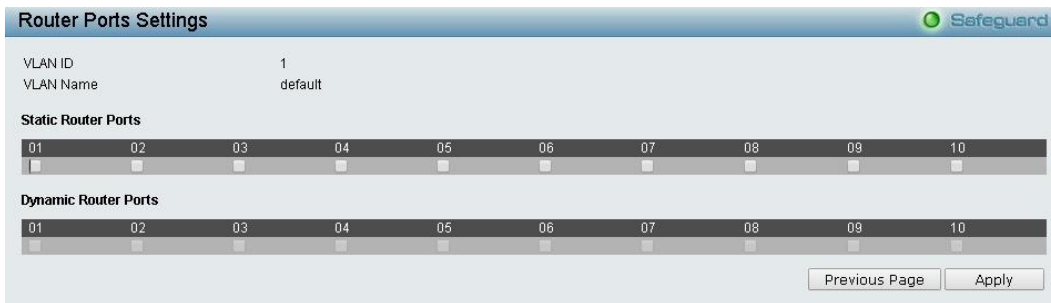 Router Ports Settings Safeguard
VLAN ID 1
VLAN Name default
Static Router Ports
01 02 03 04 05 06 07 08 09 10
Dynamic Router Ports
01 02 03 04 05 06 07 08 09 10
Previous Page Apply